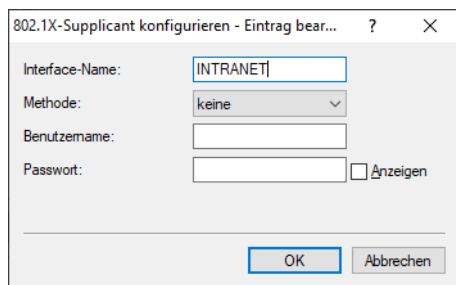 802.1X-Supplicant konfigurieren - Eintrag bear... ?
Interface-Name: INTRANET
Methode: keine
Benutzername:
Passwort: Anzeigen
OK Abbrechen